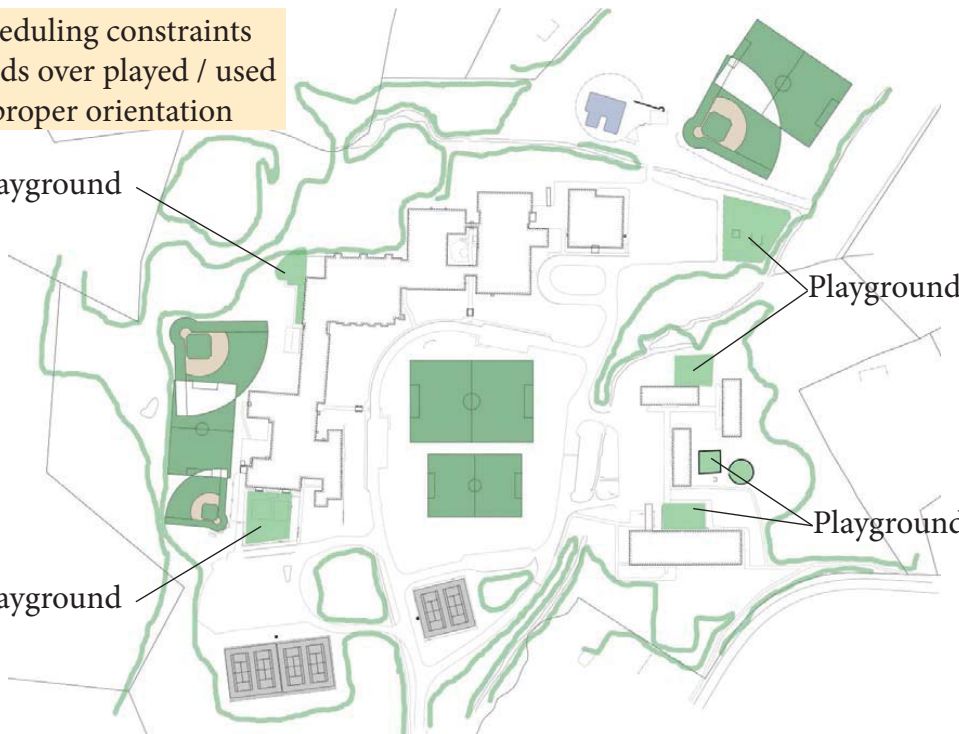 eduling constraints
ds over played / used
proper orientation
ayground
Playground
Playground
ayground